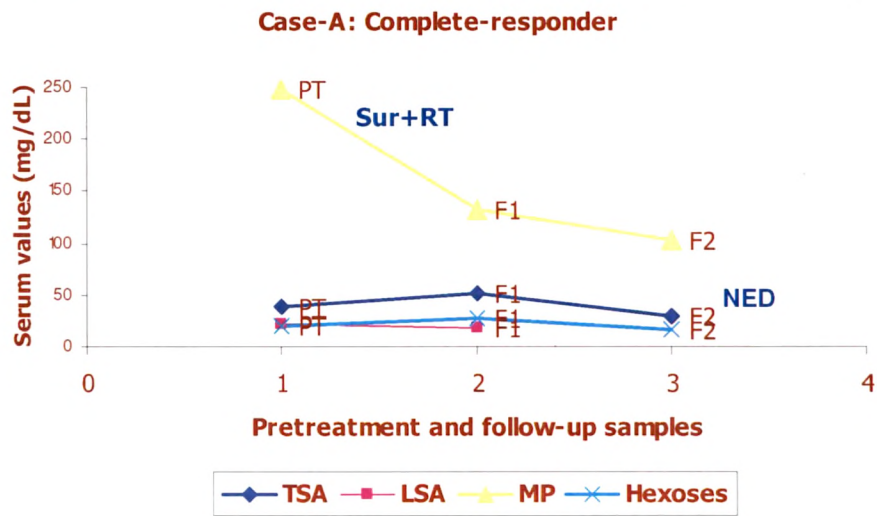 Case-A: Complete-responder
Serum values (mg/dL)
250
200
150
100
50
0
PT
Sur+RT
F1
F2
PT
F1
F2
NED
PT
F1
PT
F1
F2
0 1 2 3 4
Pretreatment and follow-up samples
TSA LSA MP Hexoses